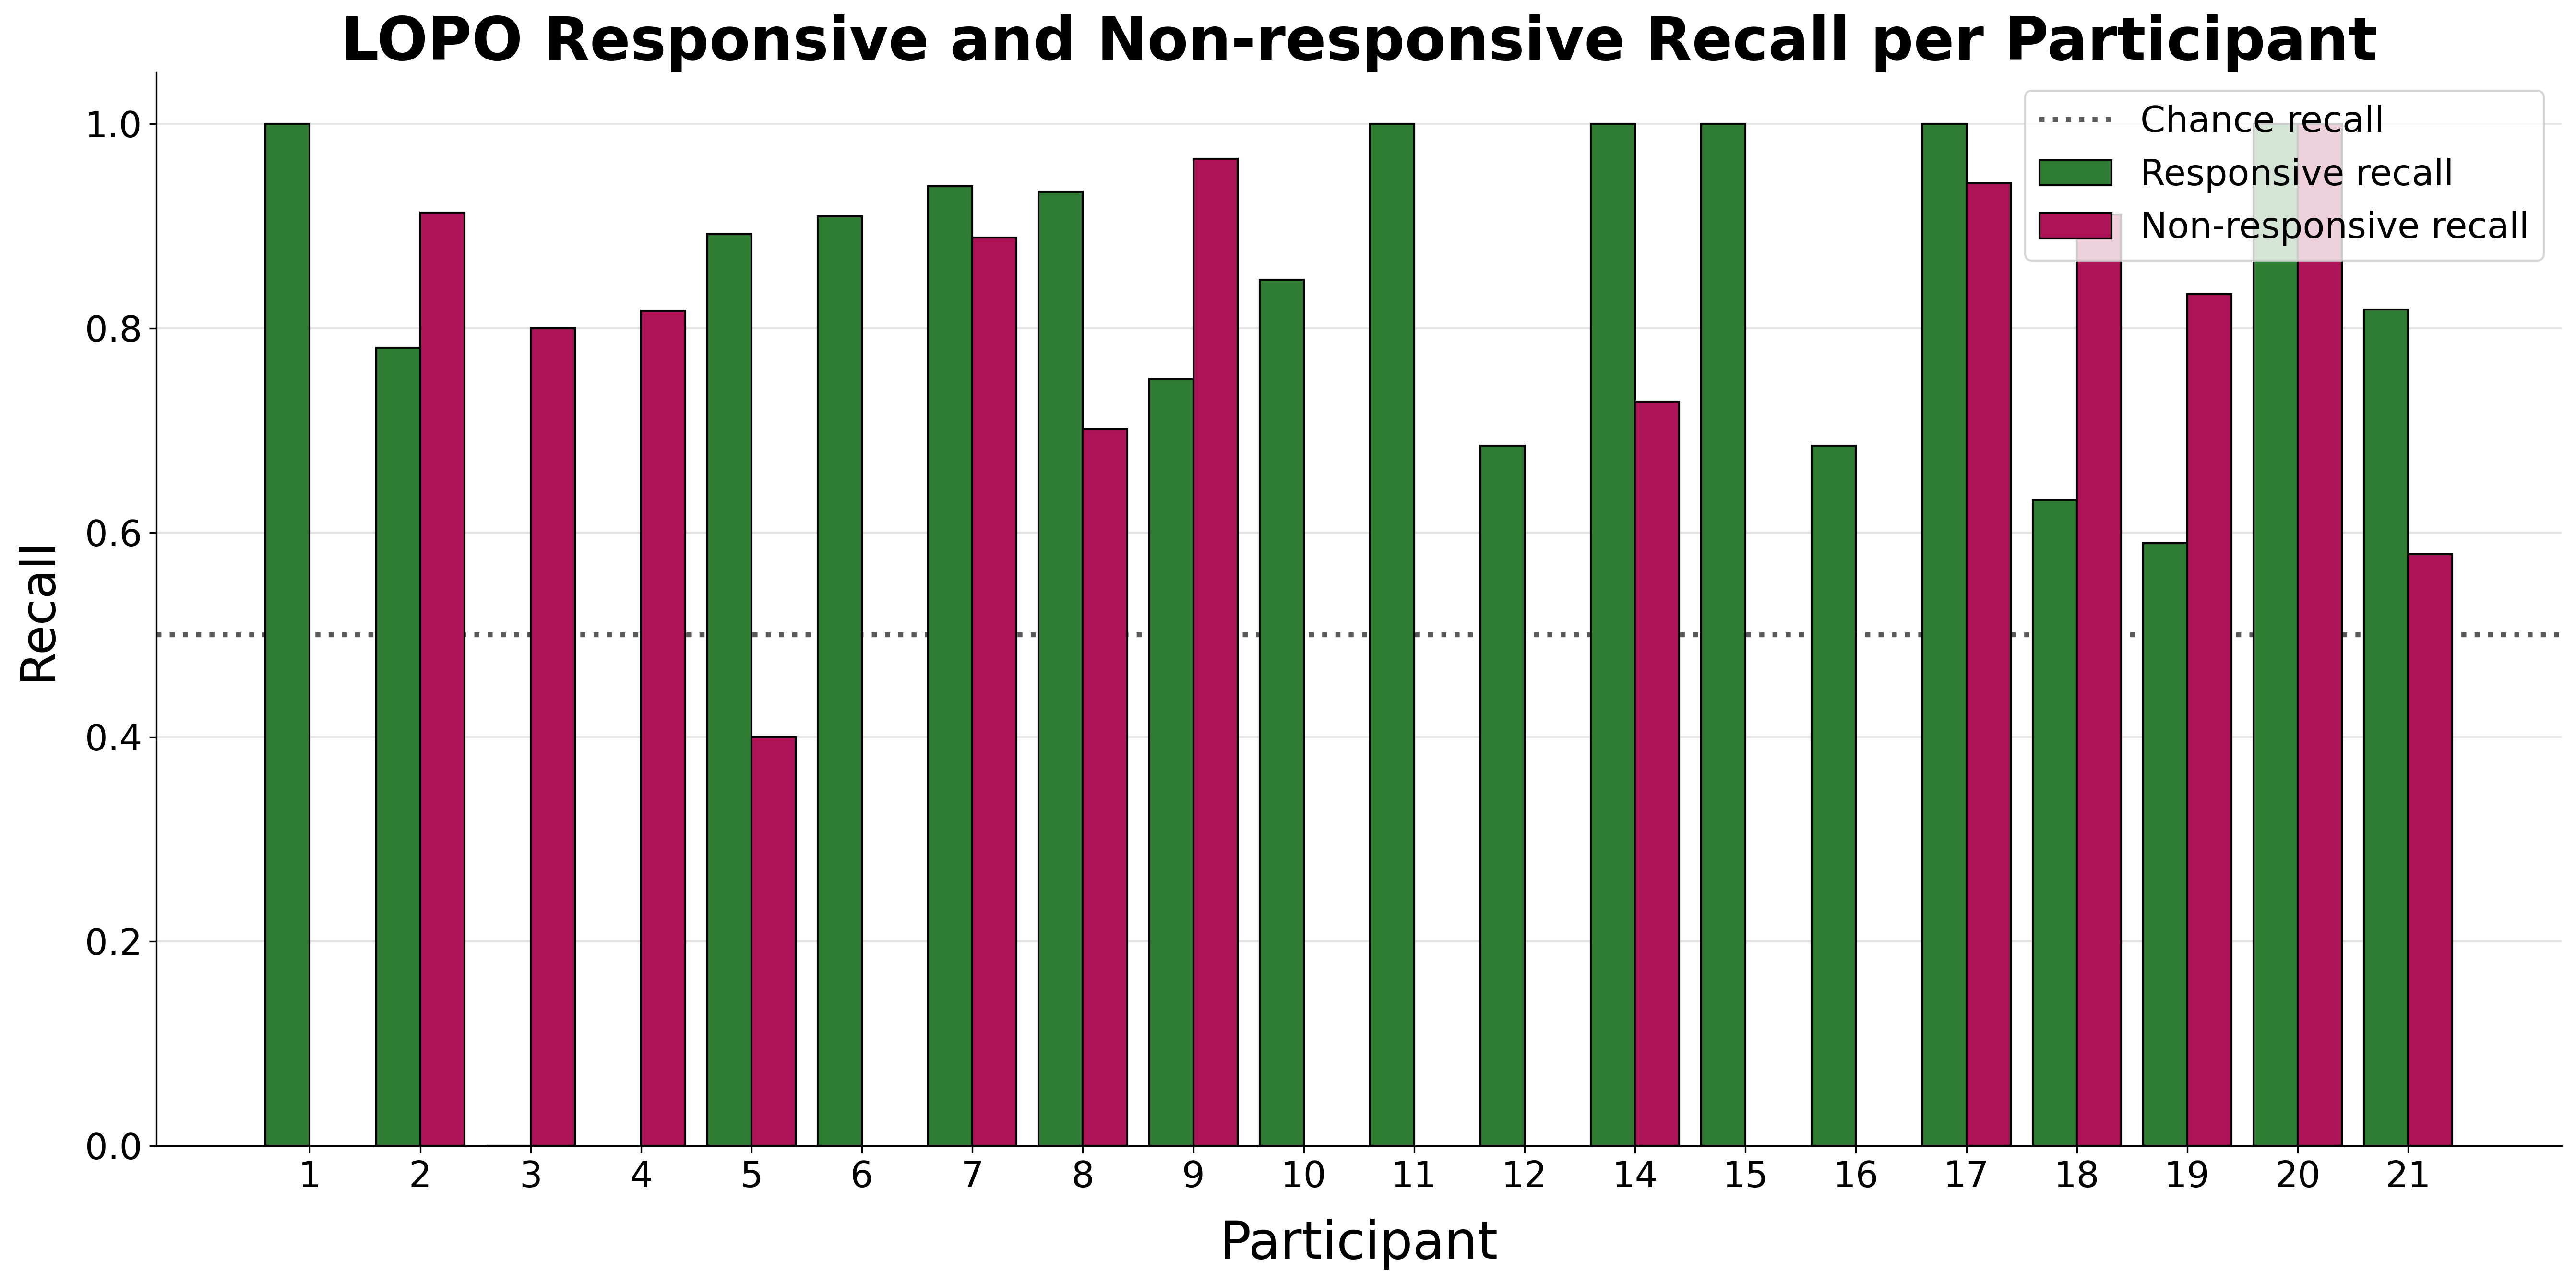 LOPO Responsive and Non-responsive Recall per Participant
Chance recall
Responsive recall
Non-responsive recall
1.0
0.8
0.6
0.4
0.2
0.0
Recall
1 2 3 4 5 6 7 8 9 10 11 12 14 15 16 17 18 19 20 21
Participant